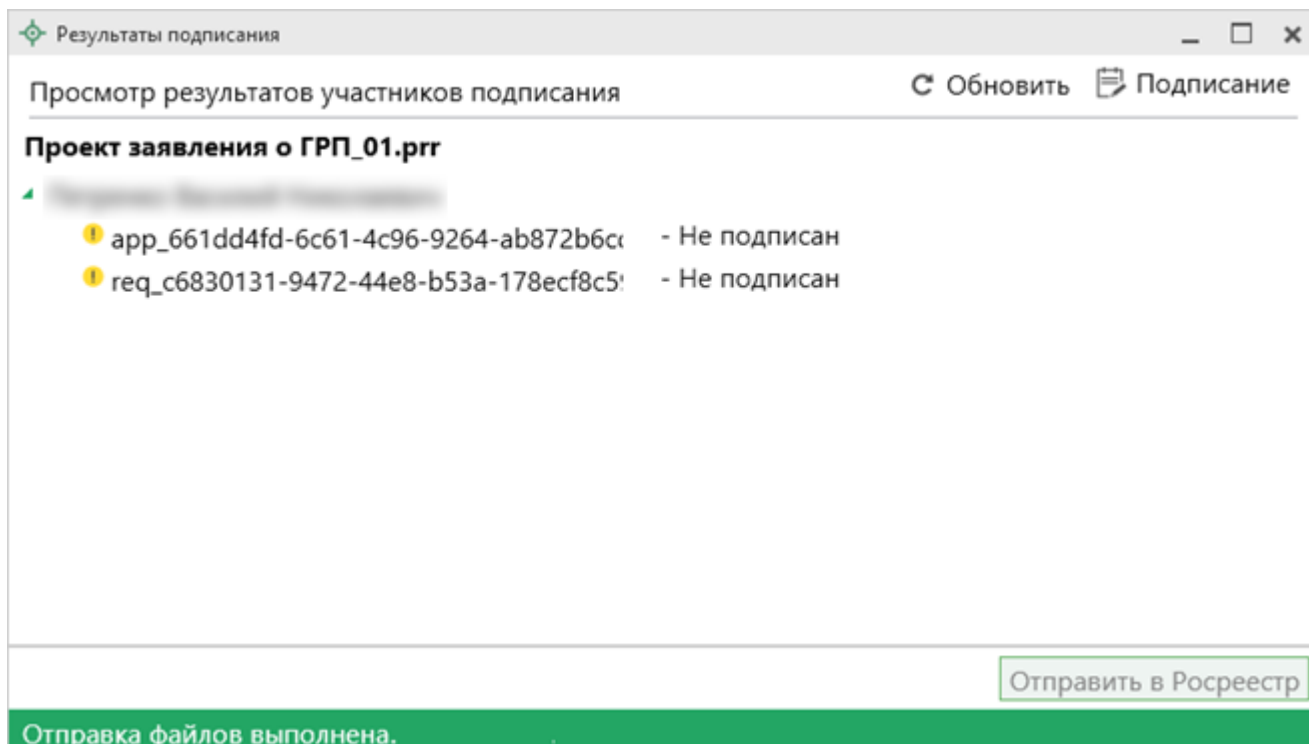 Результаты подписания
Просмотр результатов участников подписания Обновить Подписание
Проект заявления о ГРП_01.prr
app_661dd4fd-6c61-4c96-9264-ab872b6c - Не подписан
req_c6830131-9472-44e8-b53a-178ecf8c5 - Не подписан
Отправить в Росреестр
Отправка файлов выполнена.